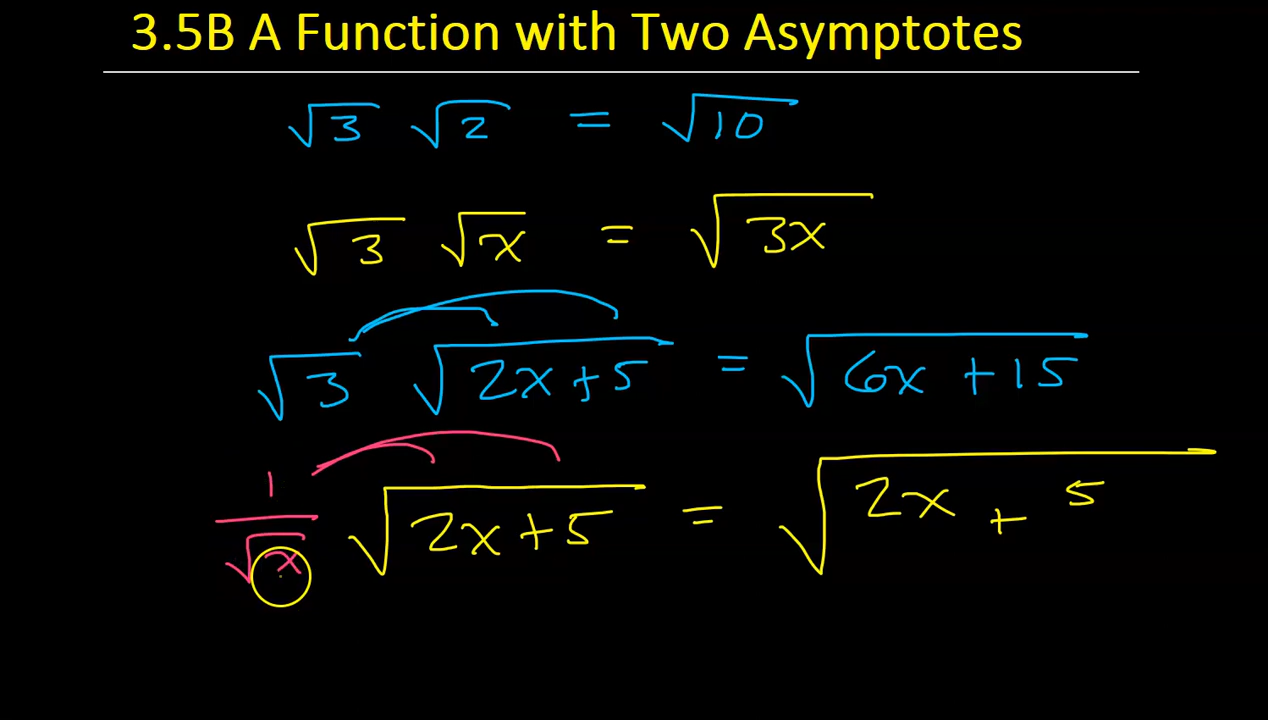 3.5B A Function with Two Asymptotes
√3 √2 = √10
√3 √x = √3x
√3 √2x+5 = √6x+15
1/√x √2x+5 = √2x + 5